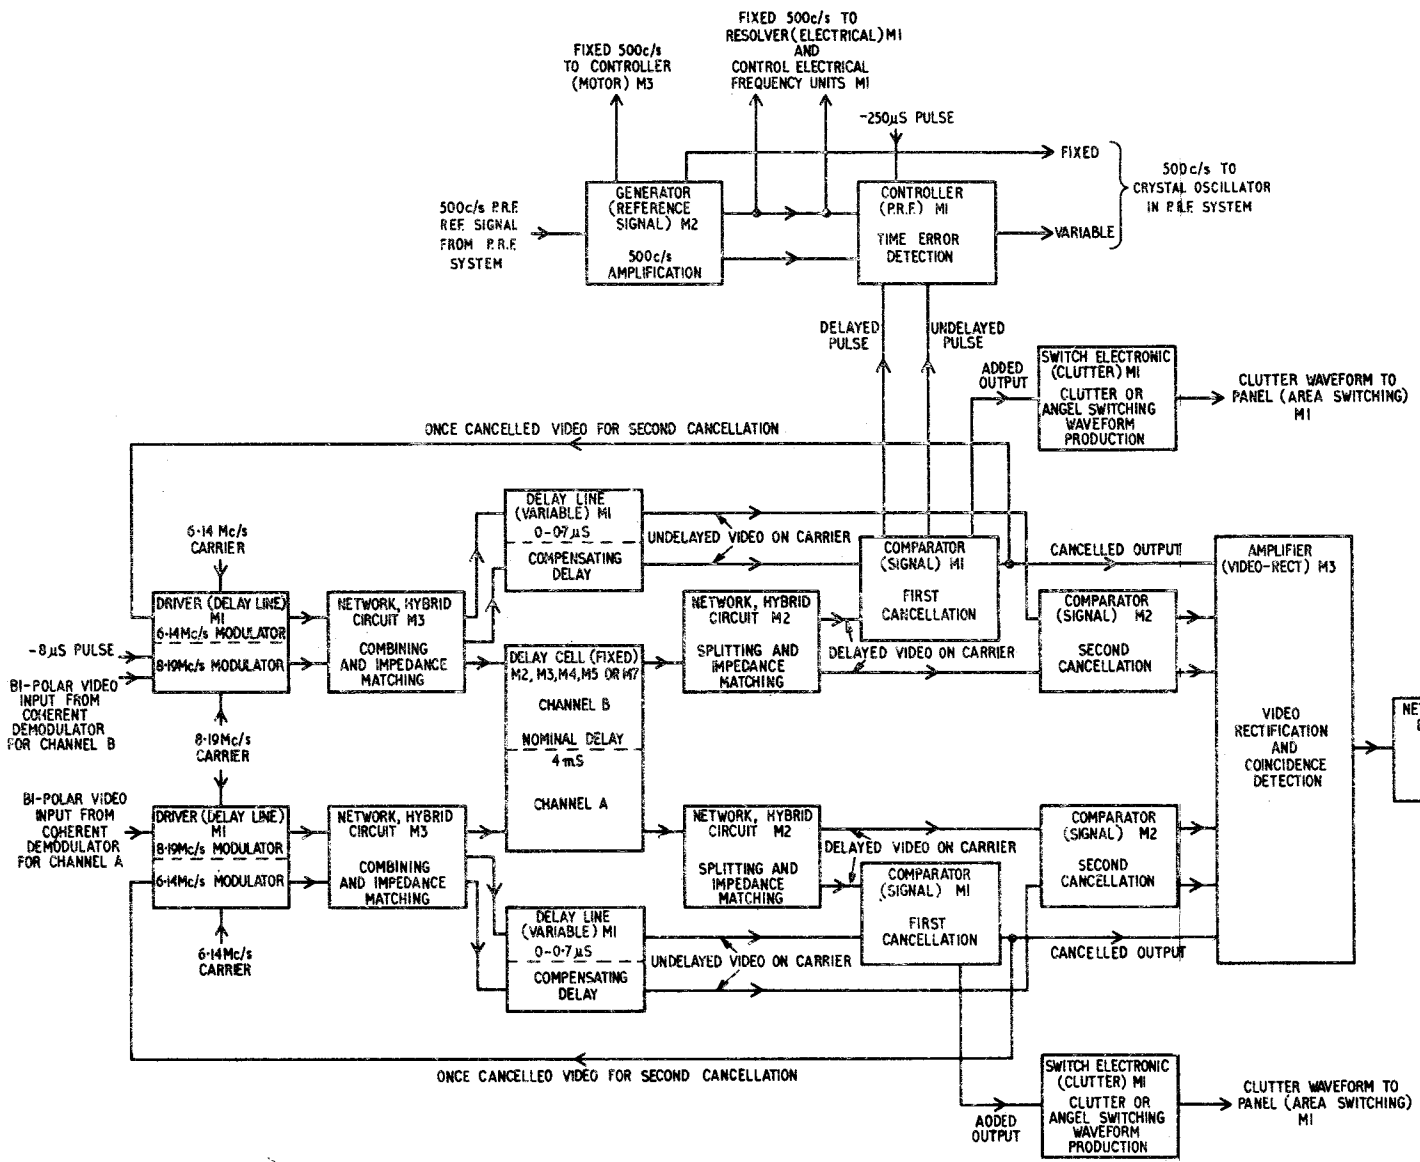 FIXED 500c/s
TO CONTROLLER
(MOTOR) M3
FIXED 500c/s TO
RESOLVER (ELECTRICAL) M1
AND
CONTROL ELECTRICAL
FREQUENCY UNITS M1
-250µS PULSE
FIXED
VARIABLE
500c/s TO
CRYSTAL OSCILLATOR
IN P.R.F. SYSTEM
500c/s P.R.F.
REF. SIGNAL
FROM P.R.F.
SYSTEM
GENERATOR
(REFERENCE
SIGNAL) M2
500c/s
AMPLIFICATION
CONTROLLER
(P.R.F.) M1
TIME ERROR
DETECTION
DELAYED
PULSE
UNDELAYED
PULSE
ADDED
OUTPUT
SWITCH ELECTRONIC
(CLUTTER) M1
CLUTTER OR
ANGEL SWITCHING
WAVEFORM
PRODUCTION
CLUTTER WAVEFORM TO
PANEL (AREA SWITCHING)
M1
ONCE CANCELLED VIDEO FOR SECOND CANCELLATION
6·14 Mc/s
CARRIER
DELAY LINE
(VARIABLE) M1
0-07µS
COMPENSATING
DELAY
UNDELAYED VIDEO ON CARRIER
COMPARATOR
(SIGNAL) M1
FIRST
CANCELLATION
CANCELLED OUTPUT
AMPLIFIER
(VIDEO-RECT) M3
VIDEO
RECTIFICATION
AND
COINCIDENCE
DETECTION
-8µS PULSE
BI-POLAR VIDEO
INPUT FROM
COHERENT
DEMODULATOR
FOR CHANNEL B
DRIVER (DELAY LINE)
M1
6·14Mc/s MODULATOR
8·19Mc/s MODULATOR
NETWORK, HYBRID
CIRCUIT M3
COMBINING
AND IMPEDANCE
MATCHING
DELAY CELL (FIXED)
M2, M3, M4, M5 OR M7
CHANNEL B
NOMINAL DELAY
4mS
CHANNEL A
NETWORK, HYBRID
CIRCUIT M2
SPLITTING AND
IMPEDANCE
MATCHING
DELAYED VIDEO ON CARRIER
COMPARATOR
(SIGNAL) M2
SECOND
CANCELLATION
8·19Mc/s
CARRIER
BI-POLAR VIDEO
INPUT FROM
COHERENT
DEMODULATOR
FOR CHANNEL A
DRIVER (DELAY LINE)
M1
8·19Mc/s MODULATOR
6·14Mc/s MODULATOR
NETWORK, HYBRID
CIRCUIT M3
COMBINING
AND IMPEDANCE
MATCHING
NETWORK, HYBRID
CIRCUIT M2
SPLITTING AND
IMPEDANCE
MATCHING
DELAYED VIDEO ON CARRIER
COMPARATOR
(SIGNAL) M1
FIRST
CANCELLATION
COMPARATOR
(SIGNAL) M2
SECOND
CANCELLATION
6·14Mc/s
CARRIER
DELAY LINE
(VARIABLE) M1
0-0·7µS
COMPENSATING
DELAY
UNDELAYED VIDEO ON CARRIER
CANCELLED OUTPUT
ONCE CANCELLED VIDEO FOR SECOND CANCELLATION
ADDED
OUTPUT
SWITCH ELECTRONIC
(CLUTTER) M1
CLUTTER OR
ANGEL SWITCHING
WAVEFORM
PRODUCTION
CLUTTER WAVEFORM TO
PANEL (AREA SWITCHING)
M1